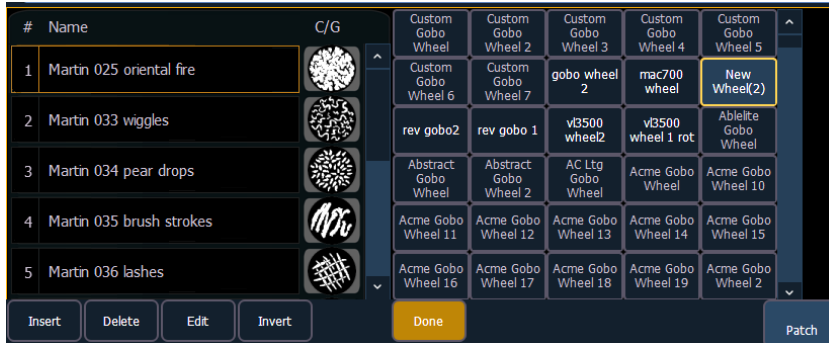 # Name C/G
1 Martin 025 oriental fire
2 Martin 033 wiggles
3 Martin 034 pear drops
4 Martin 035 brush strokes
5 Martin 036 lashes
Custom
Gobo
Wheel
Custom
Gobo
Wheel 2
Custom
Gobo
Wheel 3
Custom
Gobo
Wheel 4
Custom
Gobo
Wheel 5
Custom
Gobo
Wheel 6
Custom
Gobo
Wheel 7
gobo wheel
2
mac700
wheel
New
Wheel(2)
rev gobo2
rev gobo 1
vl3500
wheel2
vl3500
wheel 1 rot
Ablelite
Gobo
Wheel
Abstract
Gobo
Wheel
Abstract
Gobo
Wheel 2
AC Ltg
Gobo
Wheel
Acme Gobo
Wheel
Acme Gobo
Wheel 10
Acme Gobo
Wheel 11
Acme Gobo
Wheel 12
Acme Gobo
Wheel 13
Acme Gobo
Wheel 14
Acme Gobo
Wheel 15
Acme Gobo
Wheel 16
Acme Gobo
Wheel 17
Acme Gobo
Wheel 18
Acme Gobo
Wheel 19
Acme Gobo
Wheel 2
Insert
Delete
Edit
Invert
Done
Patch